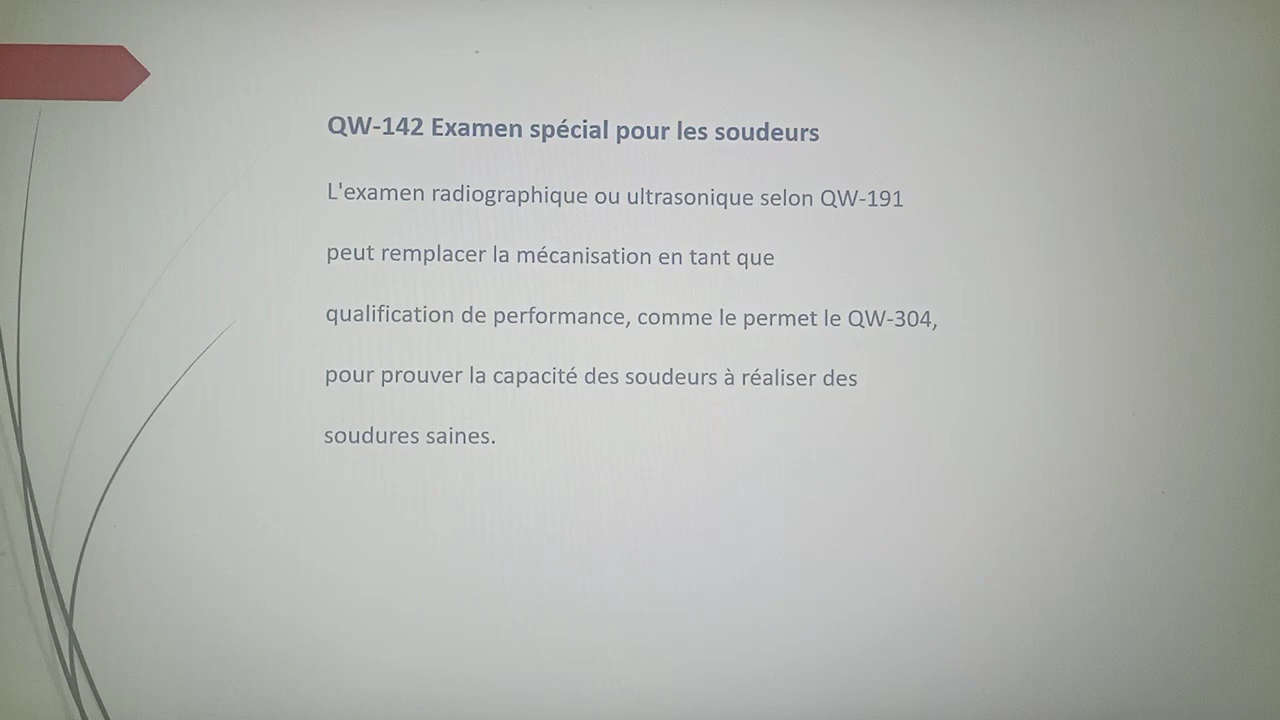 QW-142 Examen spécial pour les soudeurs
L'examen radiographique ou ultrasonique selon QW-191
peut remplacer la mécanisation en tant que
qualification de performance, comme le permet le QW-304,
pour prouver la capacité des soudeurs à réaliser des
soudures saines.